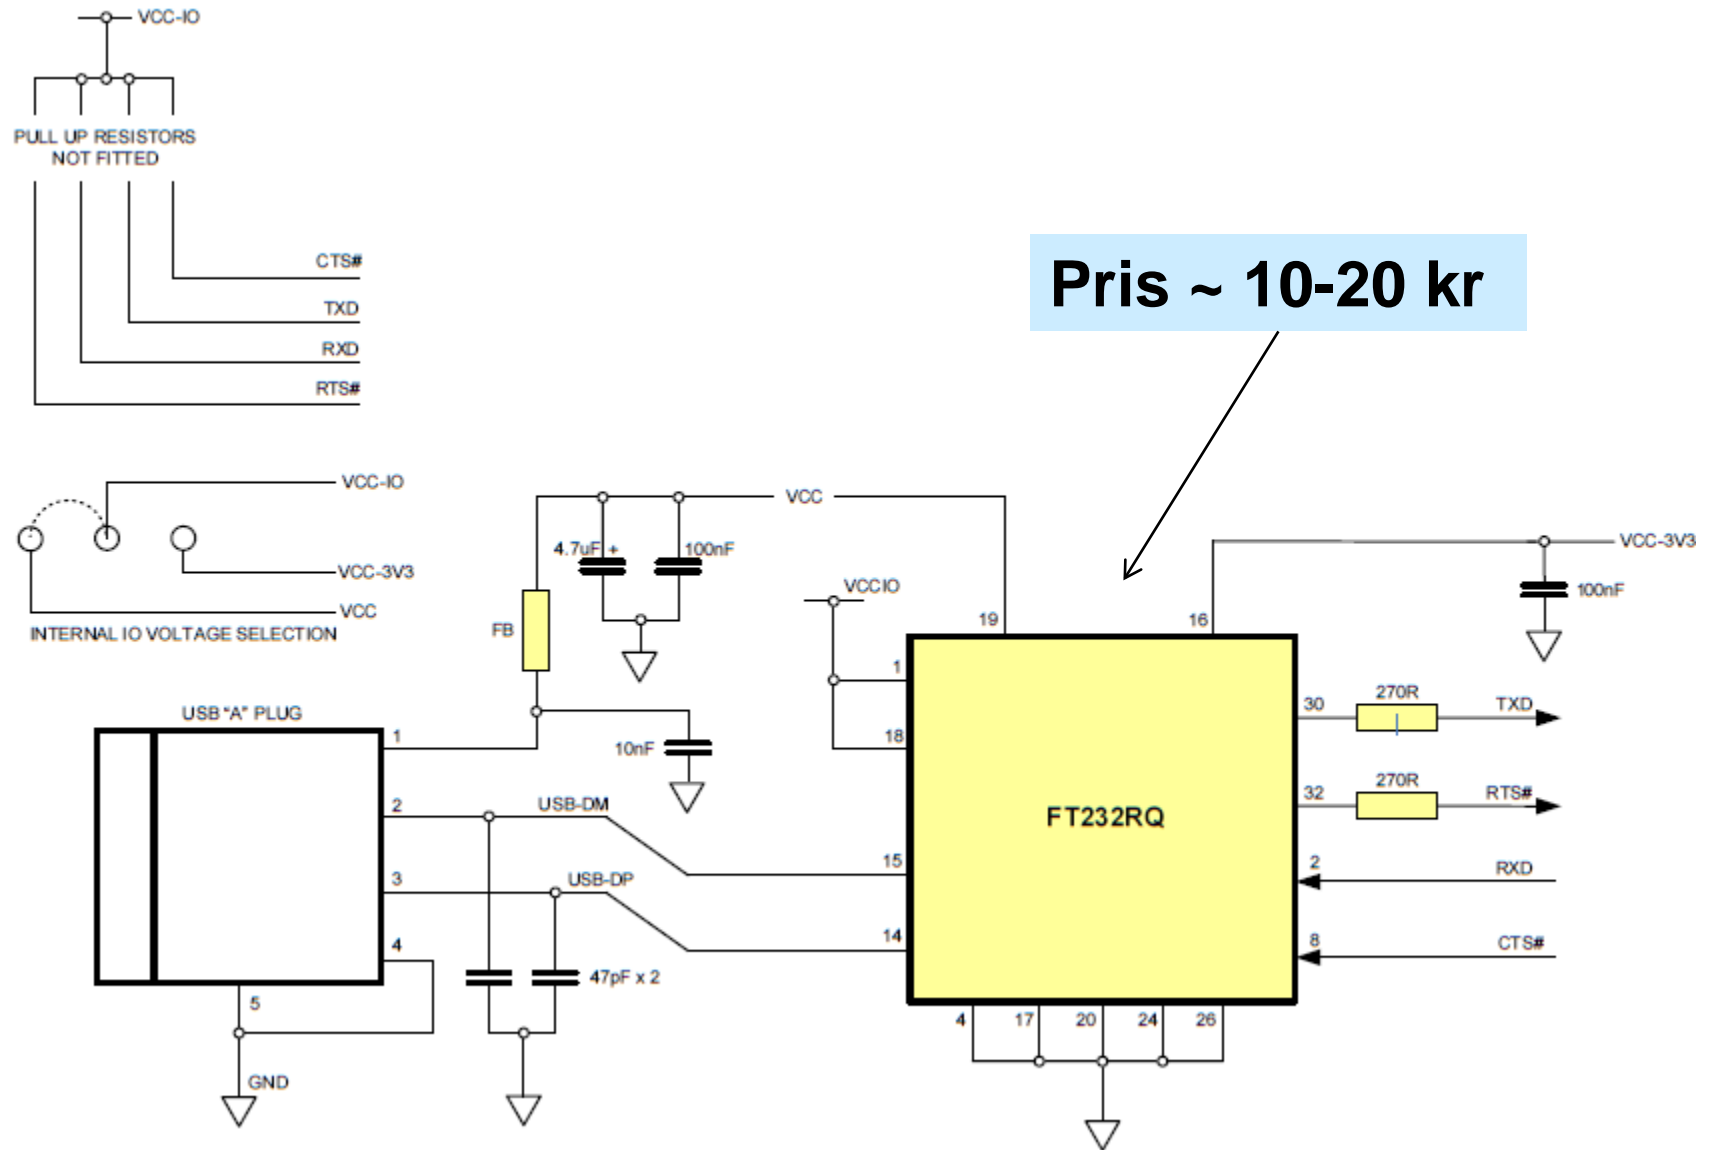 VCC-IO
PULL UP RESISTORS
NOT FITTED
CTS#
TXD
RXD
RTS#
Pris ~ 10-20 kr
VCC-IO
VCC-3V3
VCC
INTERNAL IO VOLTAGE SELECTION
VCC
4.7uF +
100nF
FB
VCCIO
19
16
VCC-3V3
100nF
USB "A" PLUG
1
2
3
4
5
GND
10nF
USB-DM
USB-DP
47pF x 2
1
18
15
14
FT232RQ
30
270R
TXD
32
270R
RTS#
2
RXD
8
CTS#
4
17
20
24
26